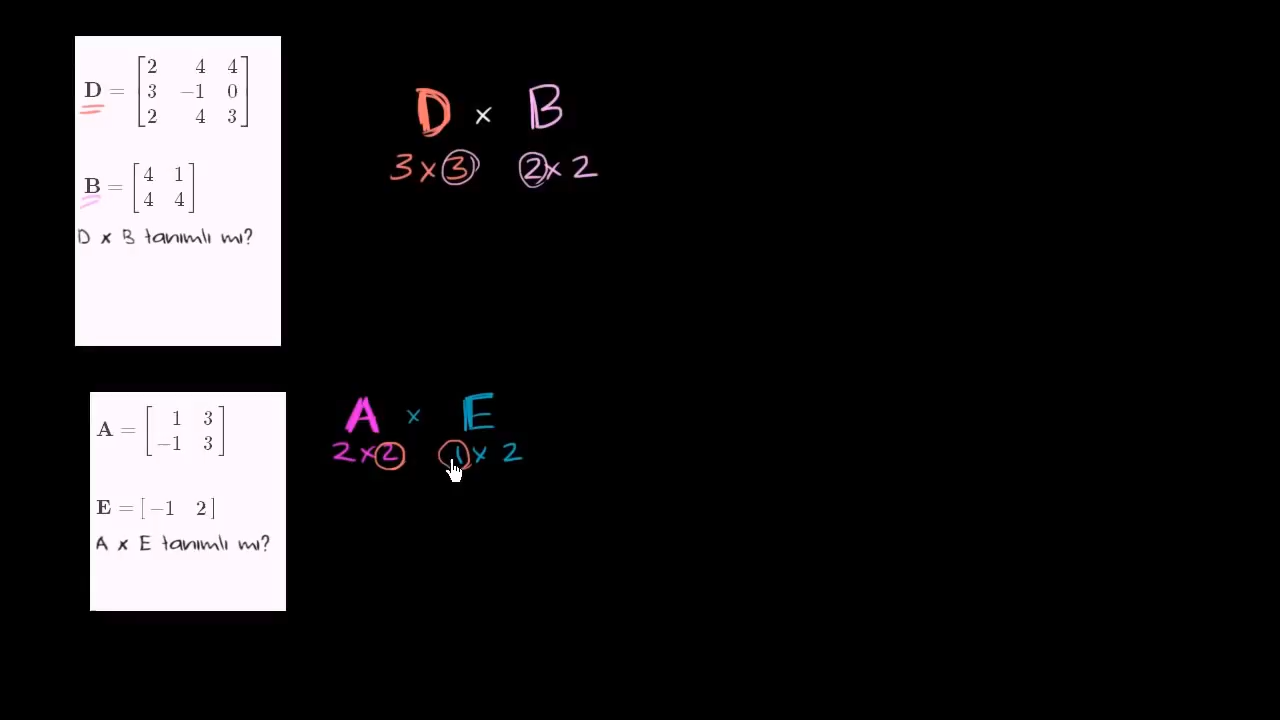 D = [2 4 4
3 −1 0
2 4 3]
B = [4 1
4 4]
D x B tanımlı mı?
D x B
3 x 3 2 x 2
A = [1 3
−1 3]
E = [−1 2]
A x E tanımlı mı?
A x E
2 x 2 1 x 2